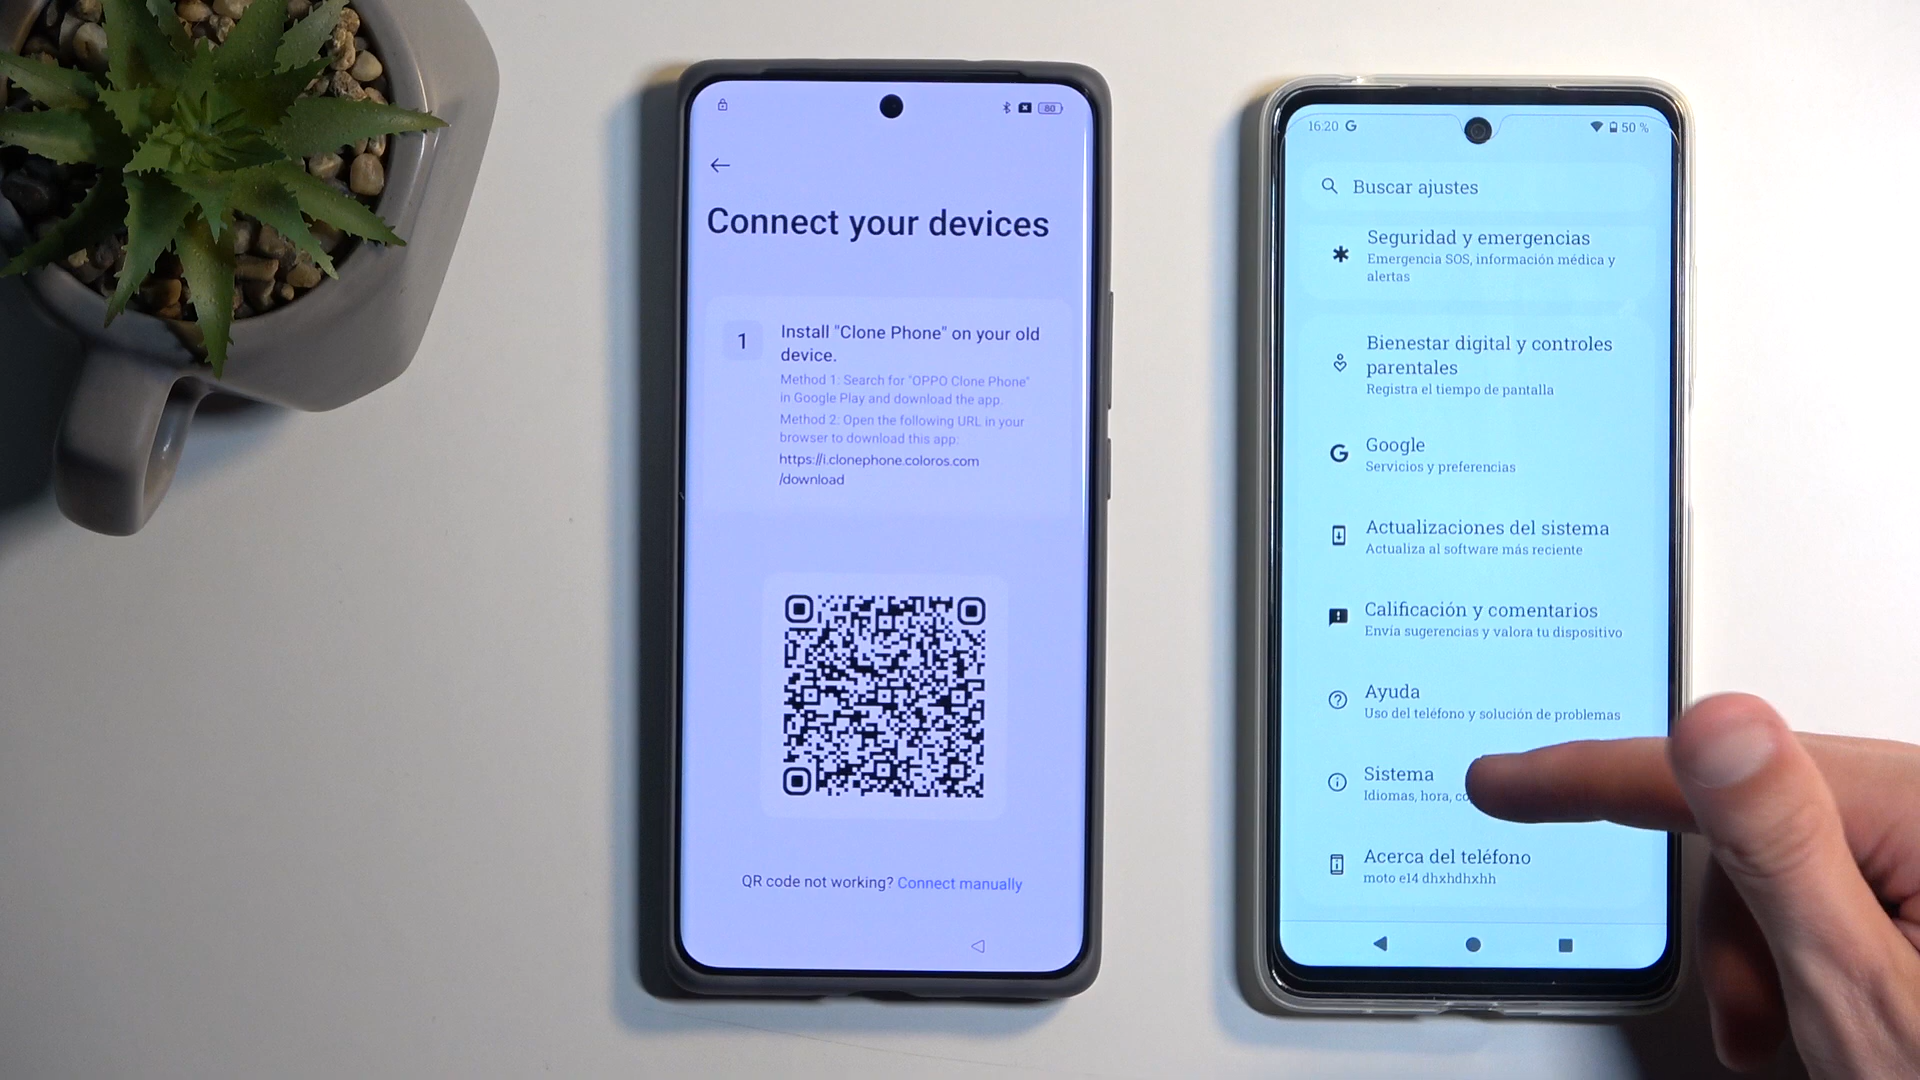 80
Connect your devices
1
Install "Clone Phone" on your old
device.
Method 1: Search for "OPPO Clone Phone"
in Google Play and download the app.
Method 2: Open the following URL in your
browser to download this app:
https://i.clonephone.coloros.com
/download
QR code not working? Connect manually
16:20 G
50 %
Buscar ajustes
Seguridad y emergencias
Emergencia SOS, información médica y
alertas
Bienestar digital y controles
parentales
Registra el tiempo de pantalla
Google
Servicios y preferencias
Actualizaciones del sistema
Actualiza al software más reciente
Calificación y comentarios
Envía sugerencias y valora tu dispositivo
Ayuda
Uso del teléfono y solución de problemas
Sistema
Idiomas, hora,
Acerca del teléfono
moto e14 dhxhdhxhh